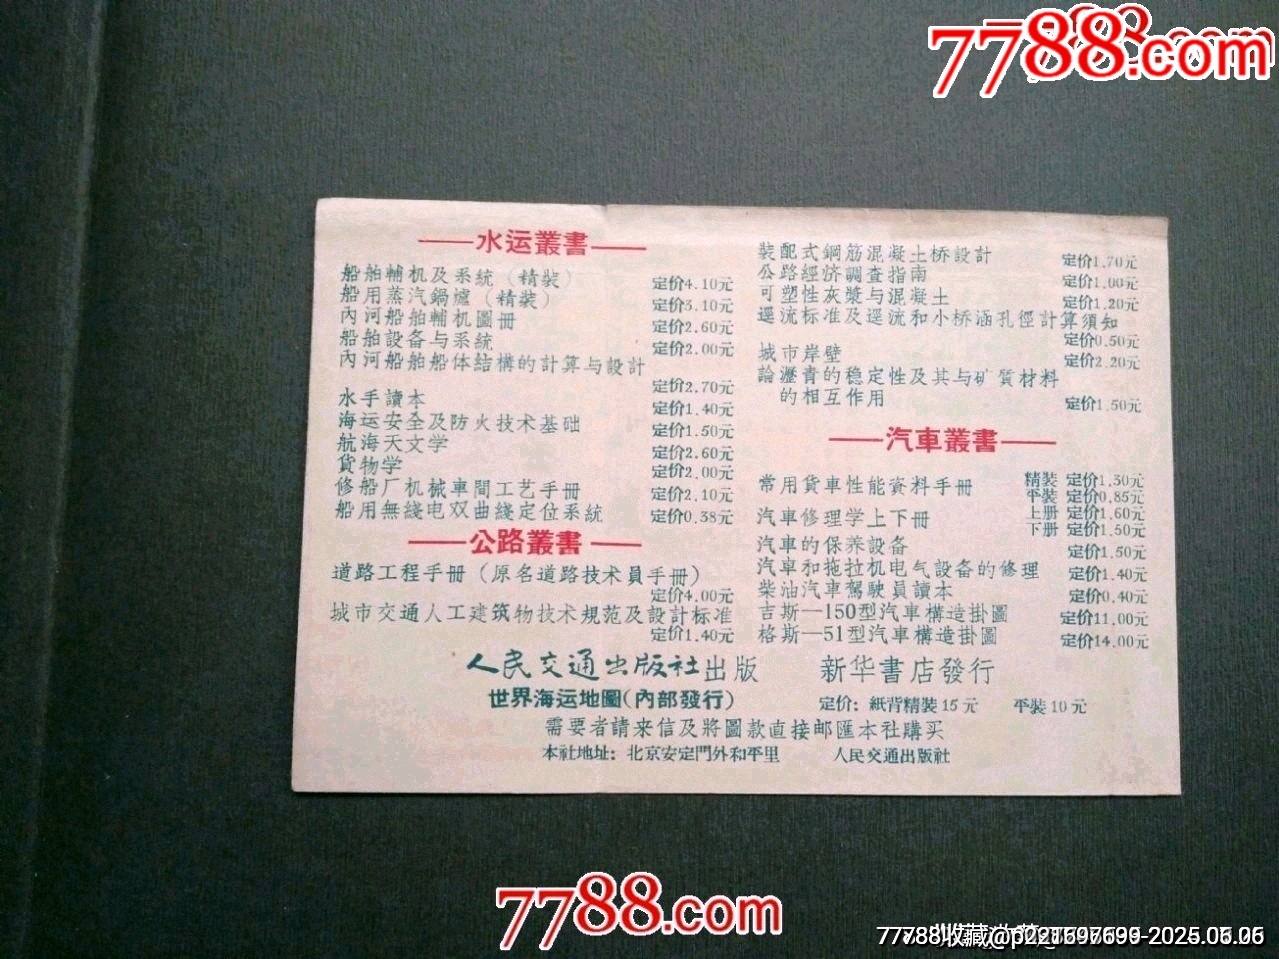 7788.com
水运叢書
船舶輔机及系統（精裝） 定价4.10元
船用蒸汽鍋爐（精裝） 定价3.10元
內河船舶輔机圖冊 定价2.60元
船舶設备与系統 定价2.00元
內河船舶船体結構的計算与設計
定价2.70元
水手讀本 定价1.40元
海运安全及防火技术基础 定价1.50元
航海天文学 定价2.60元
貨物学 定价2.00元
修船厂机械車間工艺手冊 定价2.10元
船用無綫电双曲綫定位系統 定价0.38元
公路叢書
道路工程手冊（原名道路技术員手冊）
定价4.00元
城市交通人工建筑物技术規范及設計标准
定价1.40元
裝配式鋼筋混凝土桥設計 定价1.70元
公路經济調查指南 定价1.00元
可塑性灰漿与混凝土 定价1.20元
逕流标准及逕流和小桥涵孔徑計算須知
定价0.50元
城市岸壁 定价2.20元
論瀝青的稳定性及其与矿质材料
的相互作用 定价1.50元
汽車叢書
常用貨車性能資料手冊 精裝 定价1.30元
平裝 定价0.85元
汽車修理学上下冊 上册 定价1.60元
下册 定价1.50元
汽車的保养設备 定价1.50元
汽車和拖拉机电气設备的修理 定价1.40元
柴油汽車駕駛員讀本 定价0.40元
吉斯—150型汽車構造掛圖 定价11.00元
格斯—51型汽車構造掛圖 定价14.00元
人民交通出版社出版 新华書店發行
世界海运地圖(內部發行) 定价：紙背精裝15元 平裝10元
需要者請来信及將圖款直接邮匯本社購买
本社地址：北京安定門外和平里 人民交通出版社
7788.com